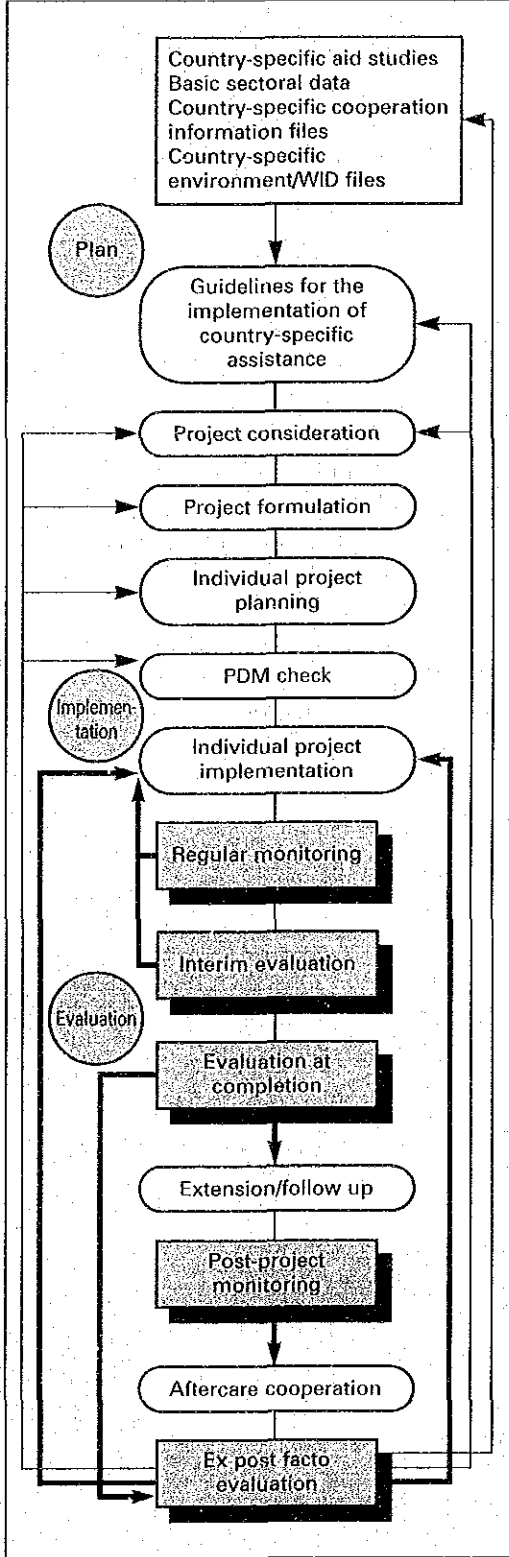 Country-specific aid studies
Basic sectoral data
Country-specific cooperation
information files
Country-specific
environment/WID files
Plan
Guidelines for the
implementation of
country-specific
assistance
Project consideration
Project formulation
Individual project
planning
PDM check
Implemen-
tation
Individual project
implementation
Regular monitoring
Interim evaluation
Evaluation
Evaluation at
completion
Extension/follow up
Post-project
monitoring
Aftercare cooperation
Ex post facto
evaluation